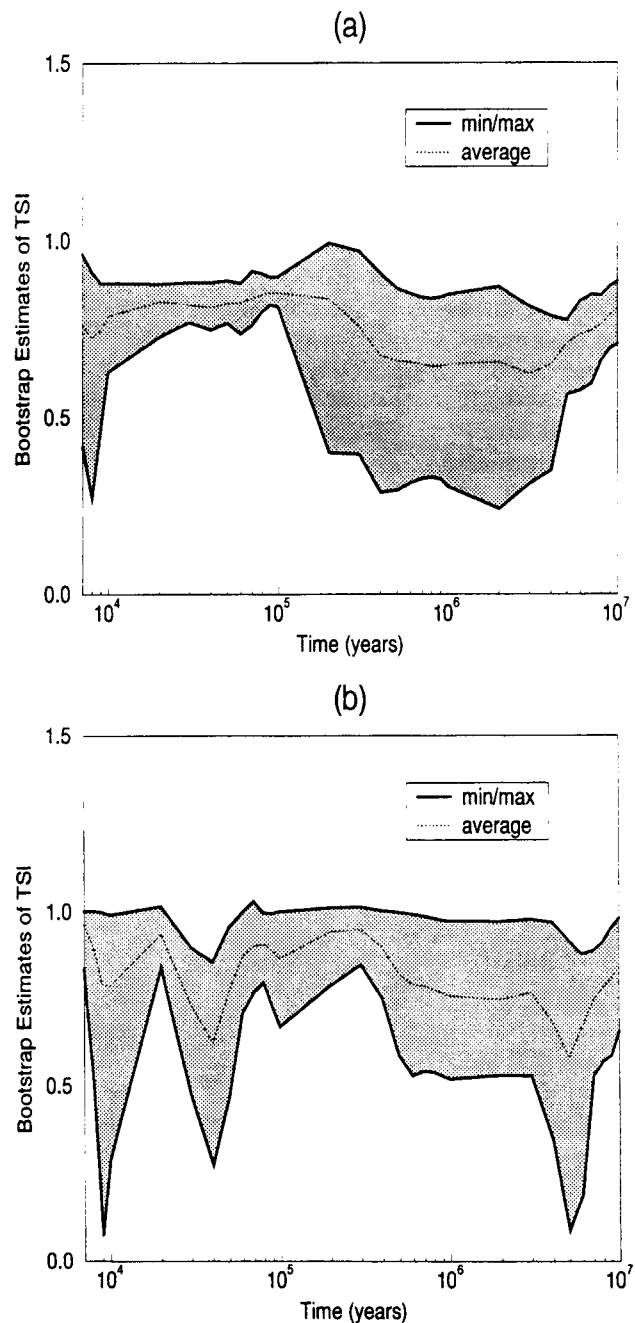 (a)
1.5
min/max
average
1.0
Bootstrap Estimates of TSI
0.5
0.0
10^4
10^5
10^6
10^7
Time (years)
(b)
1.5
min/max
average
1.0
Bootstrap Estimates of TSI
0.5
0.0
10^4
10^5
10^6
10^7
Time (years)